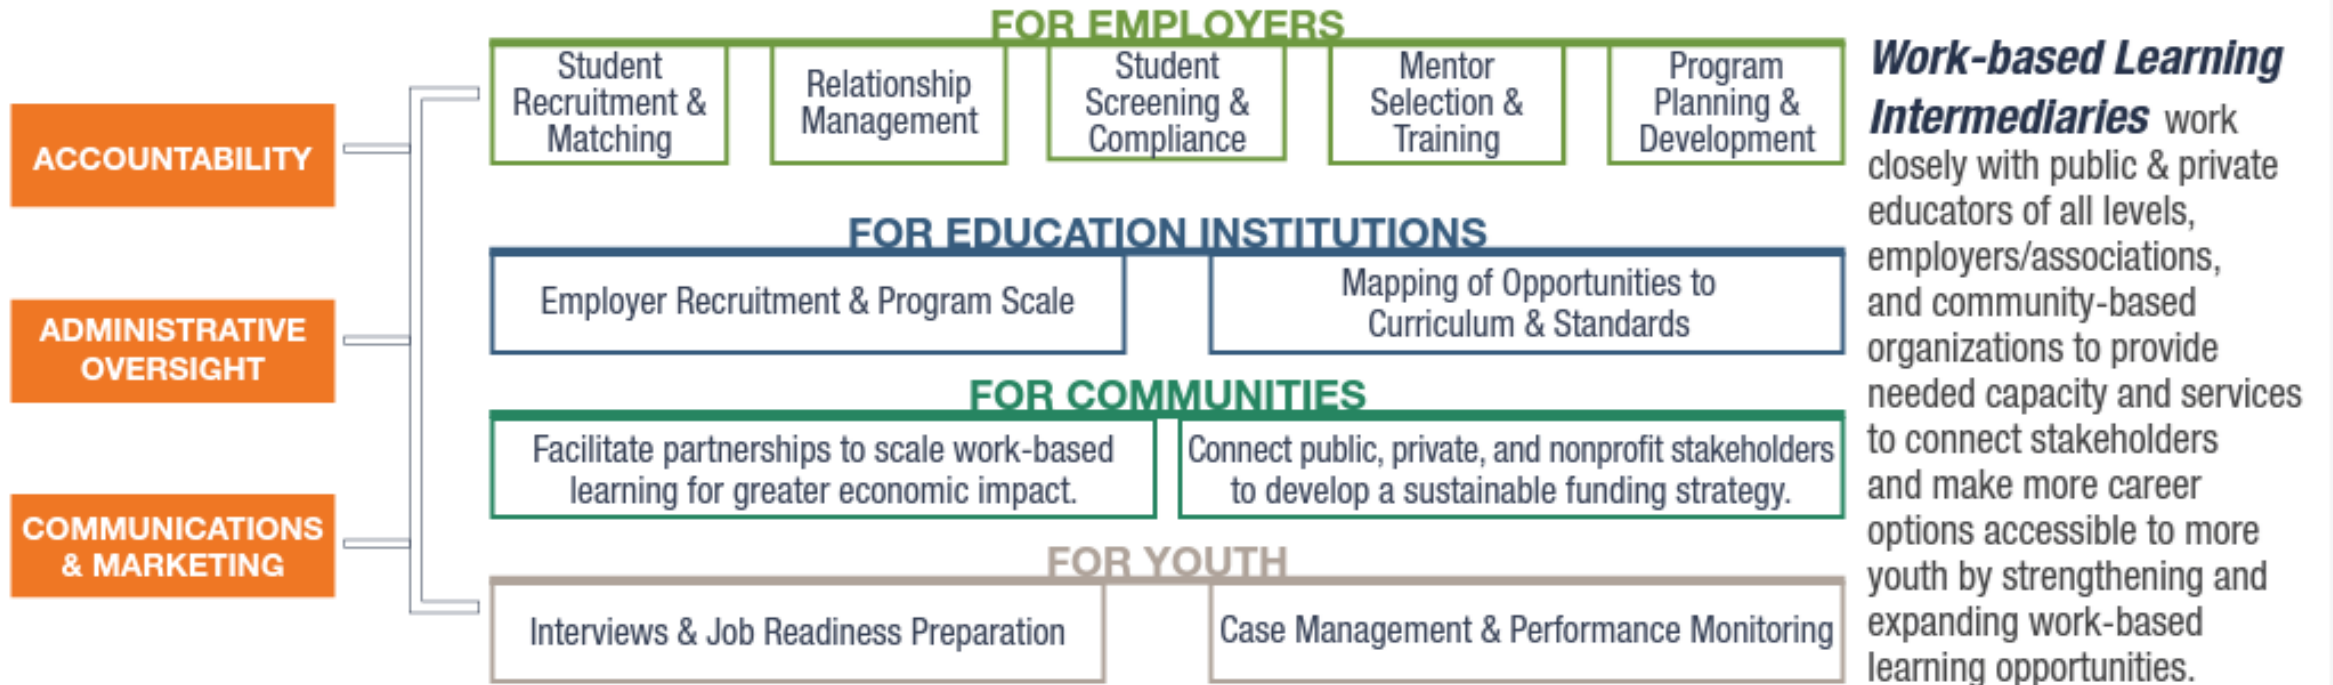 ACCOUNTABILITY
ADMINISTRATIVE
OVERSIGHT
COMMUNICATIONS
& MARKETING
FOR EMPLOYERS
Student
Recruitment &
Matching
Relationship
Management
Student
Screening &
Compliance
Mentor
Selection &
Training
Program
Planning &
Development
FOR EDUCATION INSTITUTIONS
Employer Recruitment & Program Scale
Mapping of Opportunities to
Curriculum & Standards
FOR COMMUNITIES
Facilitate partnerships to scale work-based
learning for greater economic impact.
Connect public, private, and nonprofit stakeholders
to develop a sustainable funding strategy.
FOR YOUTH
Interviews & Job Readiness Preparation
Case Management & Performance Monitoring
Work-based Learning
Intermediaries work
closely with public & private
educators of all levels,
employers/associations,
and community-based
organizations to provide
needed capacity and services
to connect stakeholders
and make more career
options accessible to more
youth by strengthening and
expanding work-based
learning opportunities.